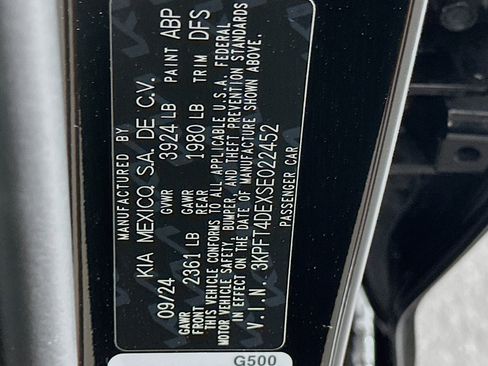 MANUFACTURED BY
KIA MEXICO, S.A. DE C.V.
09/24 GVWR 3924 LB PAINT ABP
GAWR FRONT 2361 LB GAWR REAR 1980 LB TRIM DFS
THIS VEHICLE CONFORMS TO ALL APPLICABLE U.S.A. FEDERAL
MOTOR VEHICLE SAFETY, BUMPER, AND THEFT PREVENTION STANDARDS
IN EFFECT ON THE DATE OF MANUFACTURE SHOWN ABOVE.
V.I.N. 3KPFT4DEXSE022452
PASSENGER CAR
G500